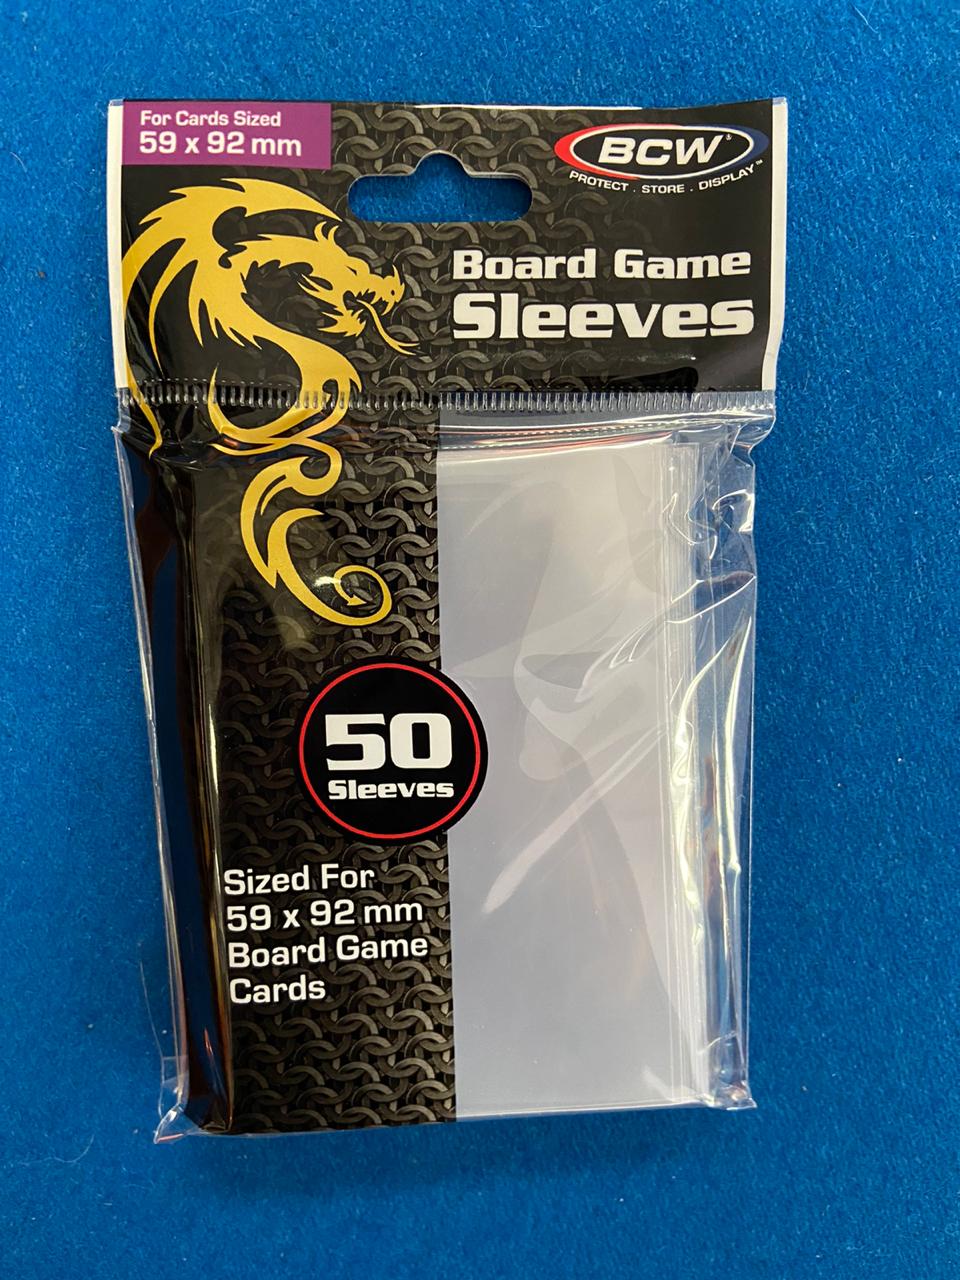 For Cards Sized
59 x 92 mm
BCW®
PROTECT . STORE . DISPLAY™
Board Game
Sleeves
50
Sleeves
Sized For
59 x 92 mm
Board Game
Cards